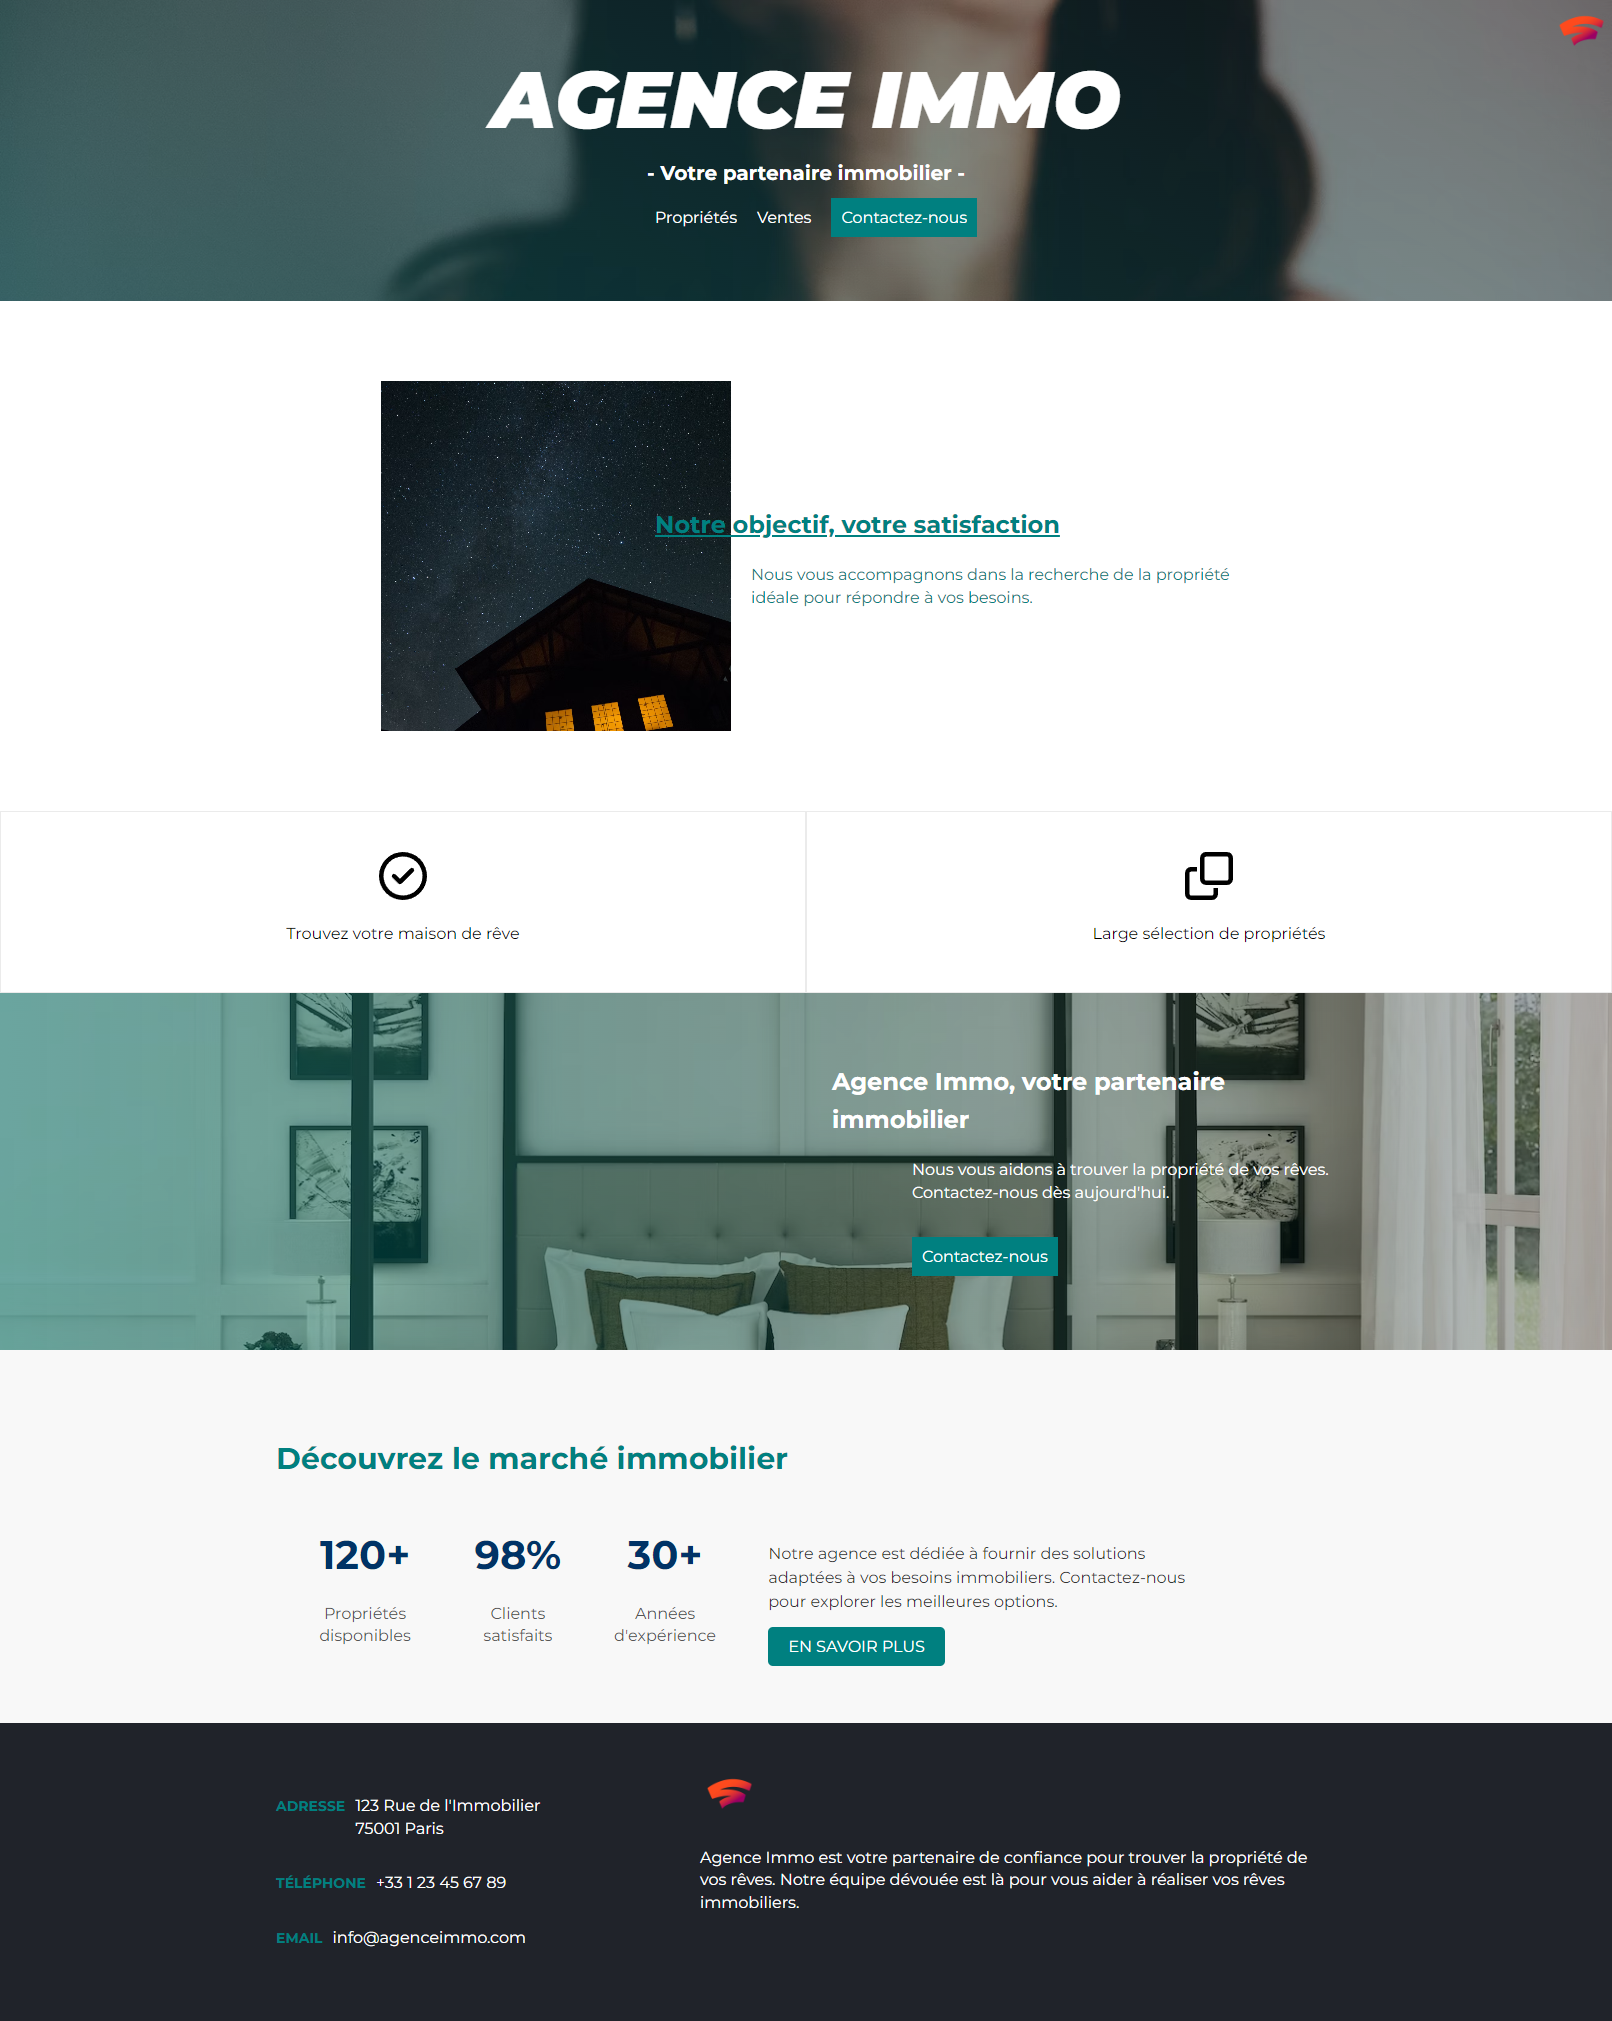 AGENCE IMMO
- Votre partenaire immobilier -
Propriétés Ventes Contactez-nous
Notre objectif, votre satisfaction
Nous vous accompagnons dans la recherche de la propriété
idéale pour répondre à vos besoins.
Trouvez votre maison de rêve
Large sélection de propriétés
Agence Immo, votre partenaire
immobilier
Nous vous aidons à trouver la propriété de vos rêves.
Contactez-nous dès aujourd'hui.
Contactez-nous
Découvrez le marché immobilier
120+
Propriétés
disponibles
98%
Clients
satisfaits
30+
Années
d'expérience
Notre agence est dédiée à fournir des solutions
adaptées à vos besoins immobiliers. Contactez-nous
pour explorer les meilleures options.
EN SAVOIR PLUS
ADRESSE 123 Rue de l'Immobilier
75001 Paris
TÉLÉPHONE +33 1 23 45 67 89
EMAIL info@agenceimmo.com
Agence Immo est votre partenaire de confiance pour trouver la propriété de
vos rêves. Notre équipe dévouée est là pour vous aider à réaliser vos rêves
immobiliers.